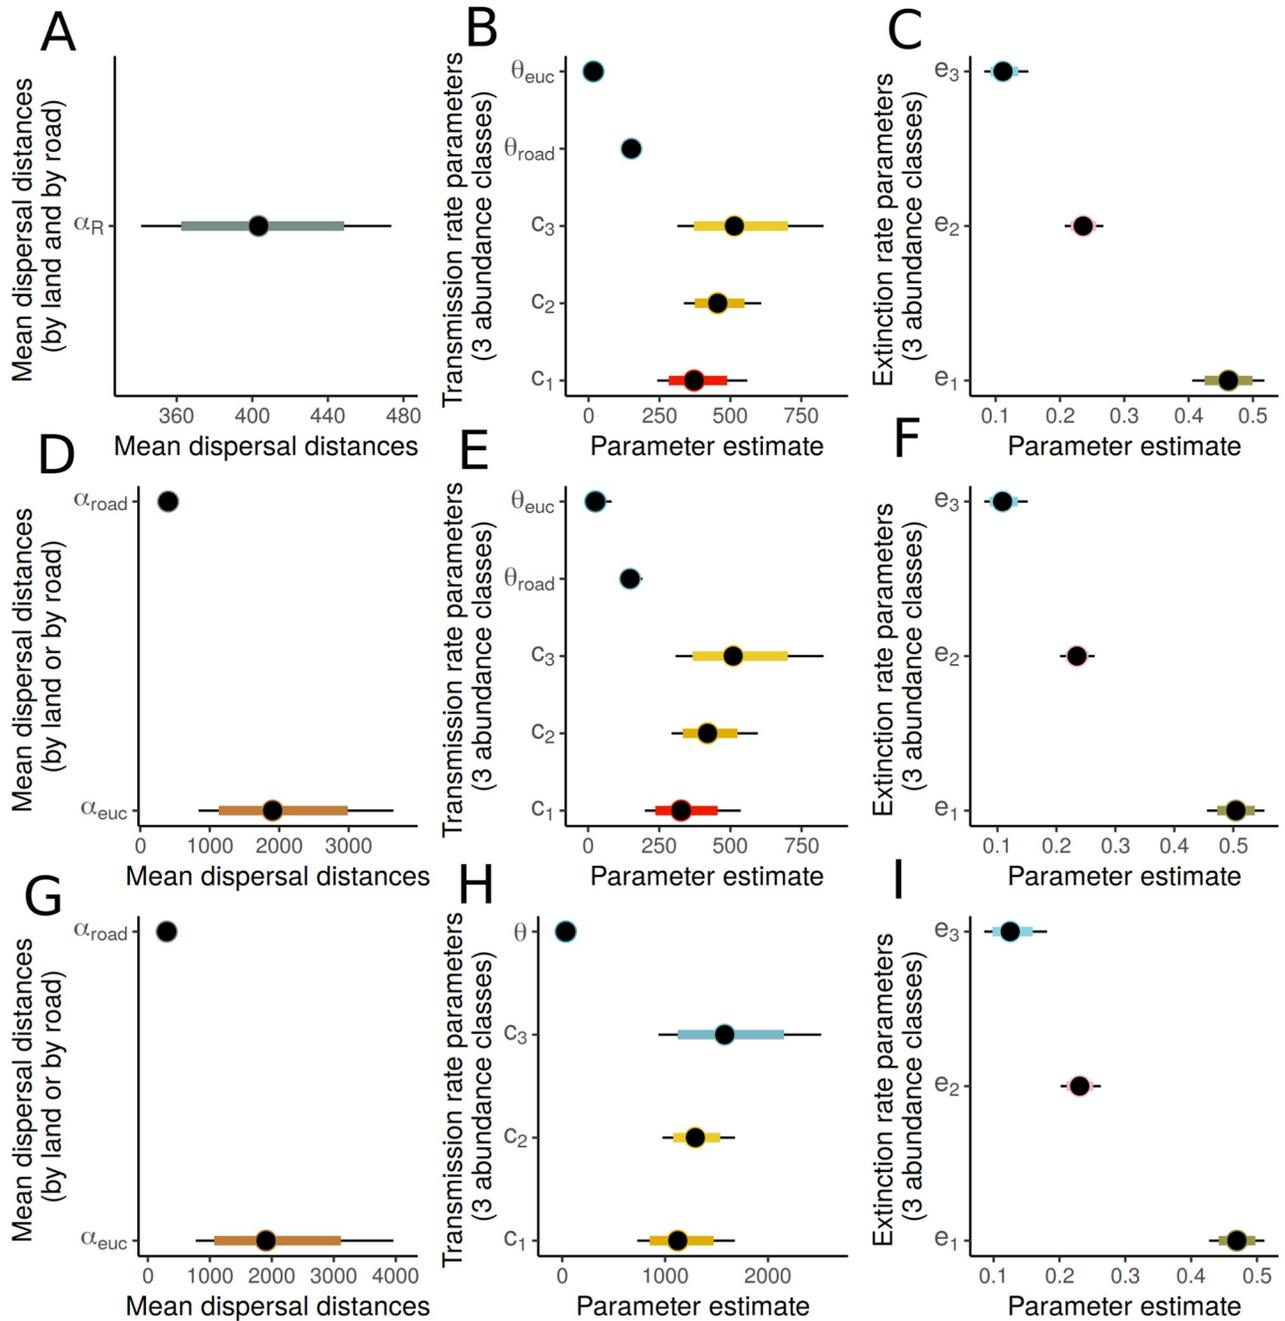 A
Mean dispersal distances
(by land and by road)
αR
360 400 440 480
Mean dispersal distances
B
Transmission rate parameters
(3 abundance classes)
θeuc
θroad
c3
c2
c1
0 250 500 750
Parameter estimate
C
Extinction rate parameters
(3 abundance classes)
e3
e2
e1
0.1 0.2 0.3 0.4 0.5
Parameter estimate
D
Mean dispersal distances
(by land or by road)
αroad
αeuc
0 1000 2000 3000
Mean dispersal distances
E
Transmission rate parameters
(3 abundance classes)
θeuc
θroad
c3
c2
c1
0 250 500 750
Parameter estimate
F
Extinction rate parameters
(3 abundance classes)
e3
e2
e1
0.1 0.2 0.3 0.4 0.5
Parameter estimate
G
Mean dispersal distances
(by land or by road)
αroad
αeuc
0 1000 2000 3000 4000
Mean dispersal distances
H
Transmission rate parameters
(3 abundance classes)
θ
c3
c2
c1
0 1000 2000
Parameter estimate
I
Extinction rate parameters
(3 abundance classes)
e3
e2
e1
0.1 0.2 0.3 0.4 0.5
Parameter estimate